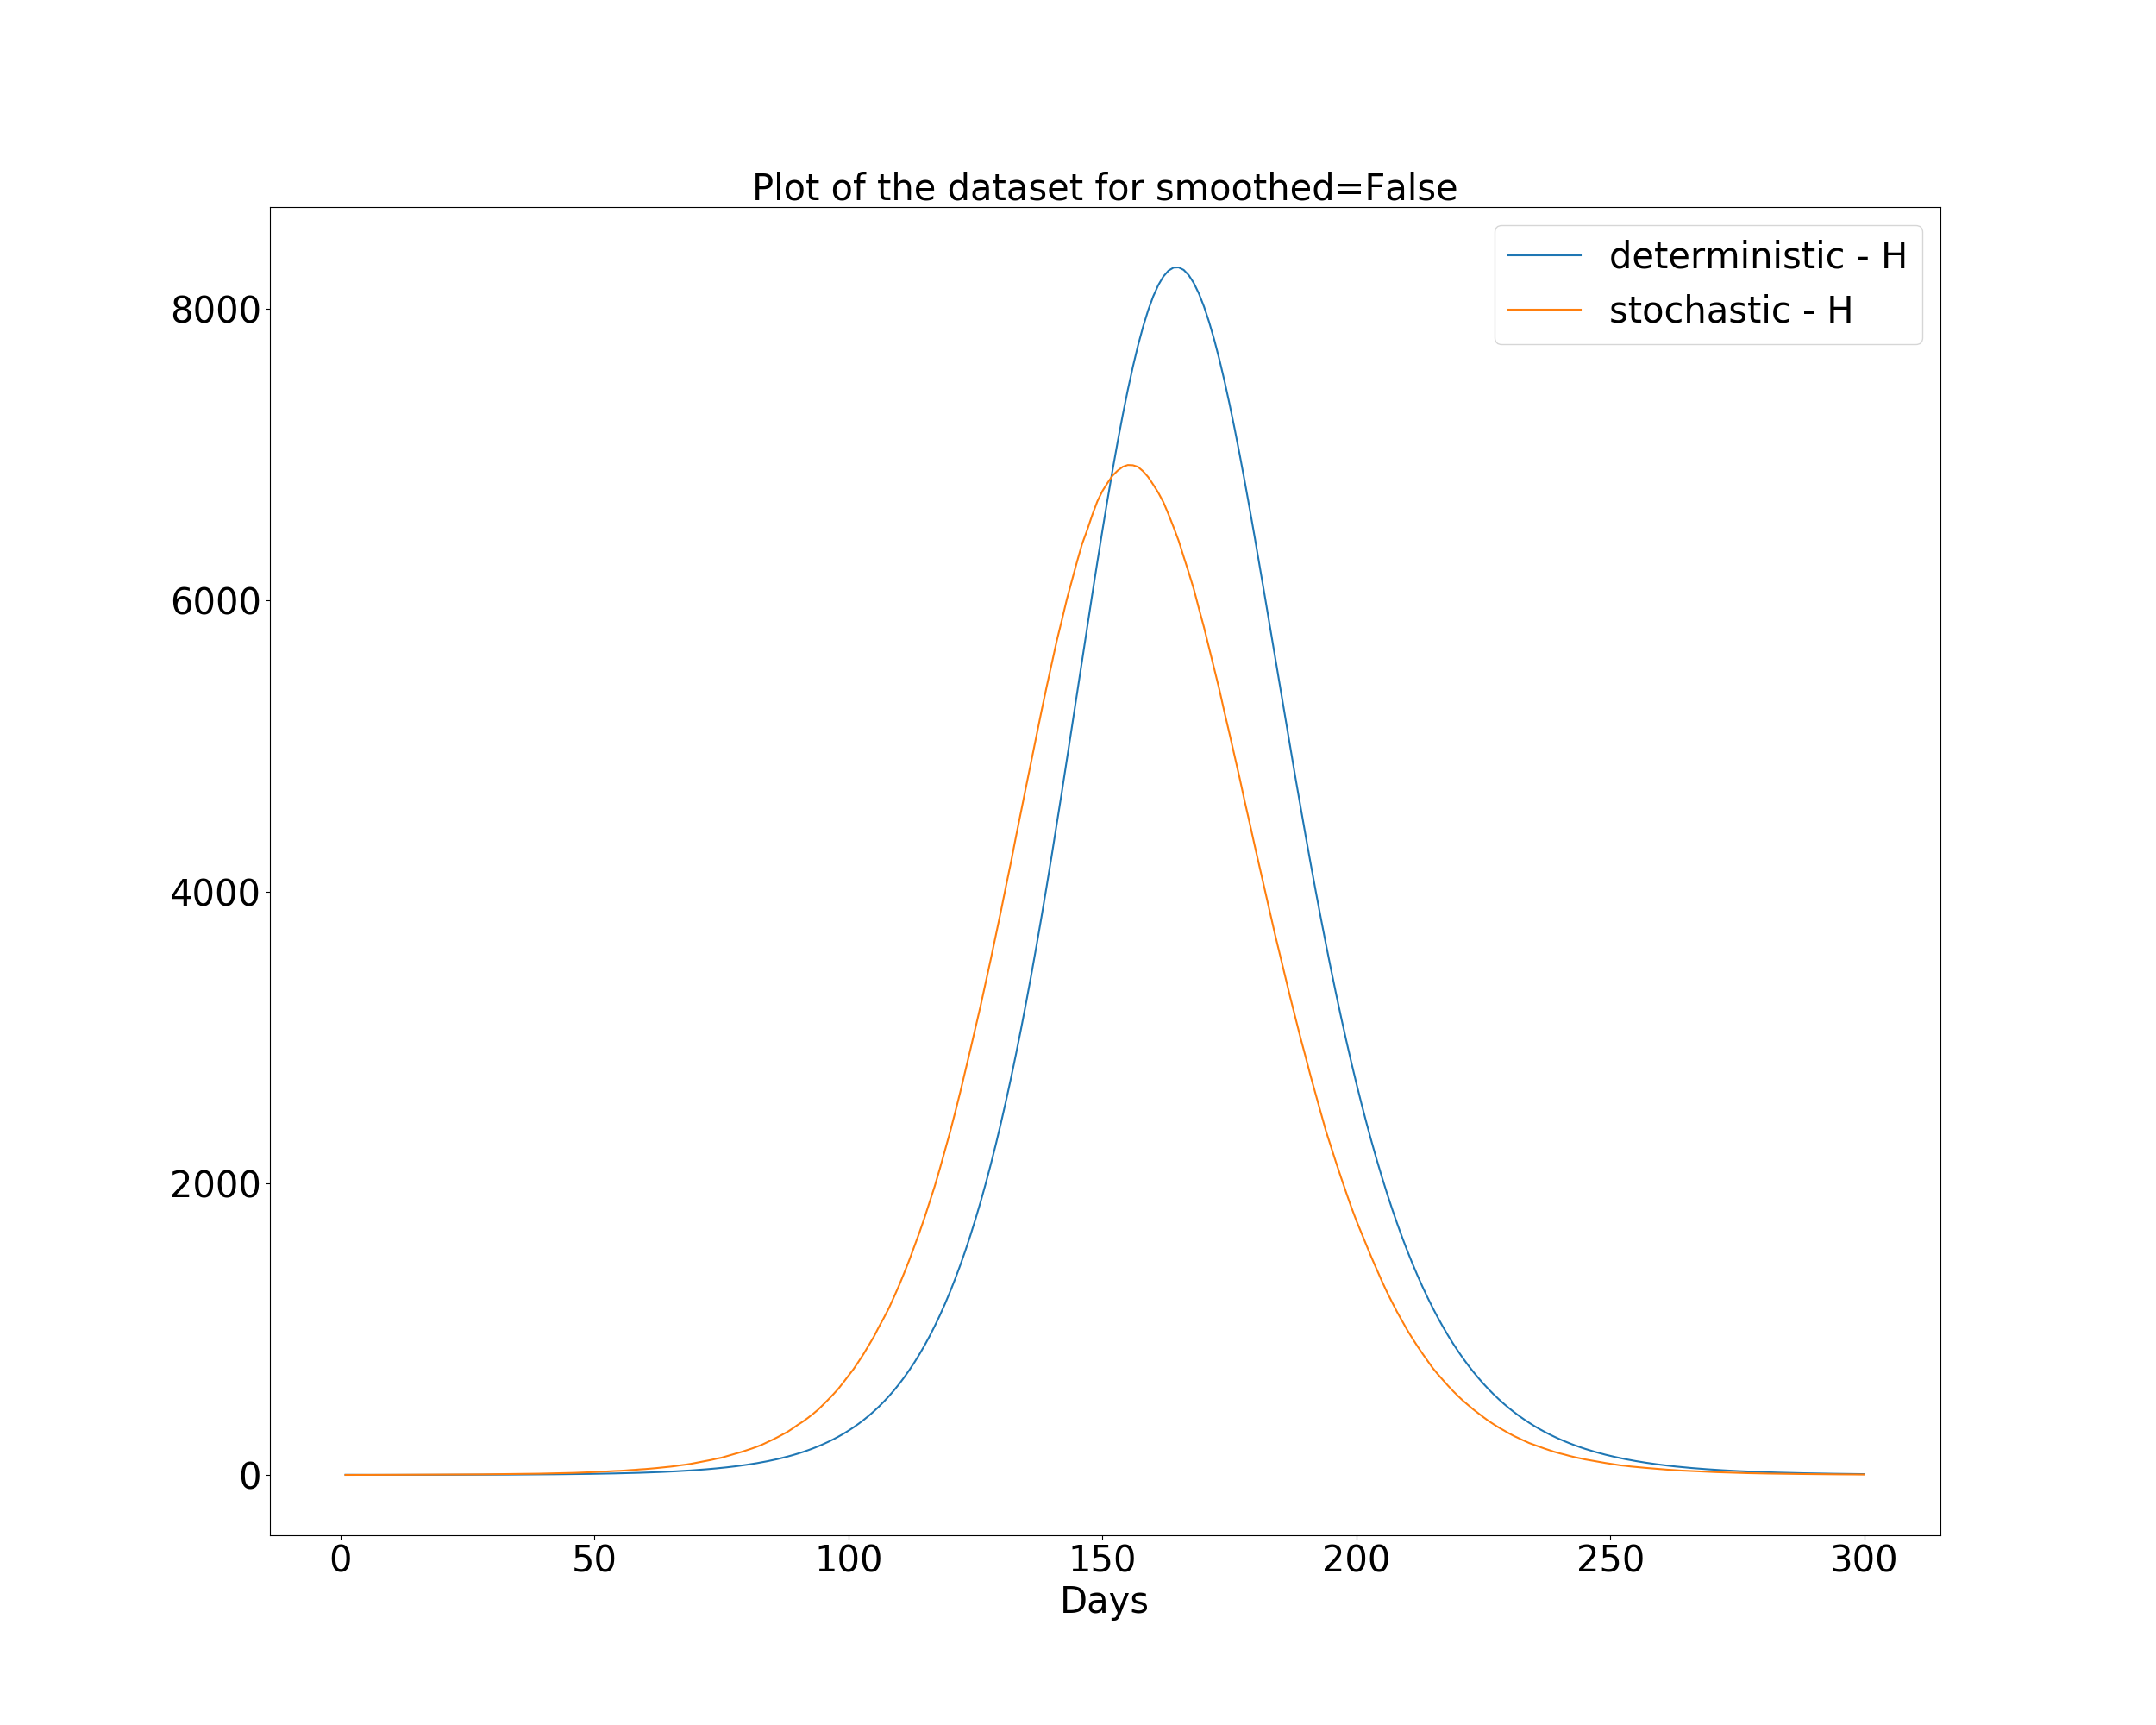 Plot of the dataset for smoothed=False
deterministic - H
stochastic - H
8000
6000
4000
2000
0
0 50 100 150 200 250 300
Days